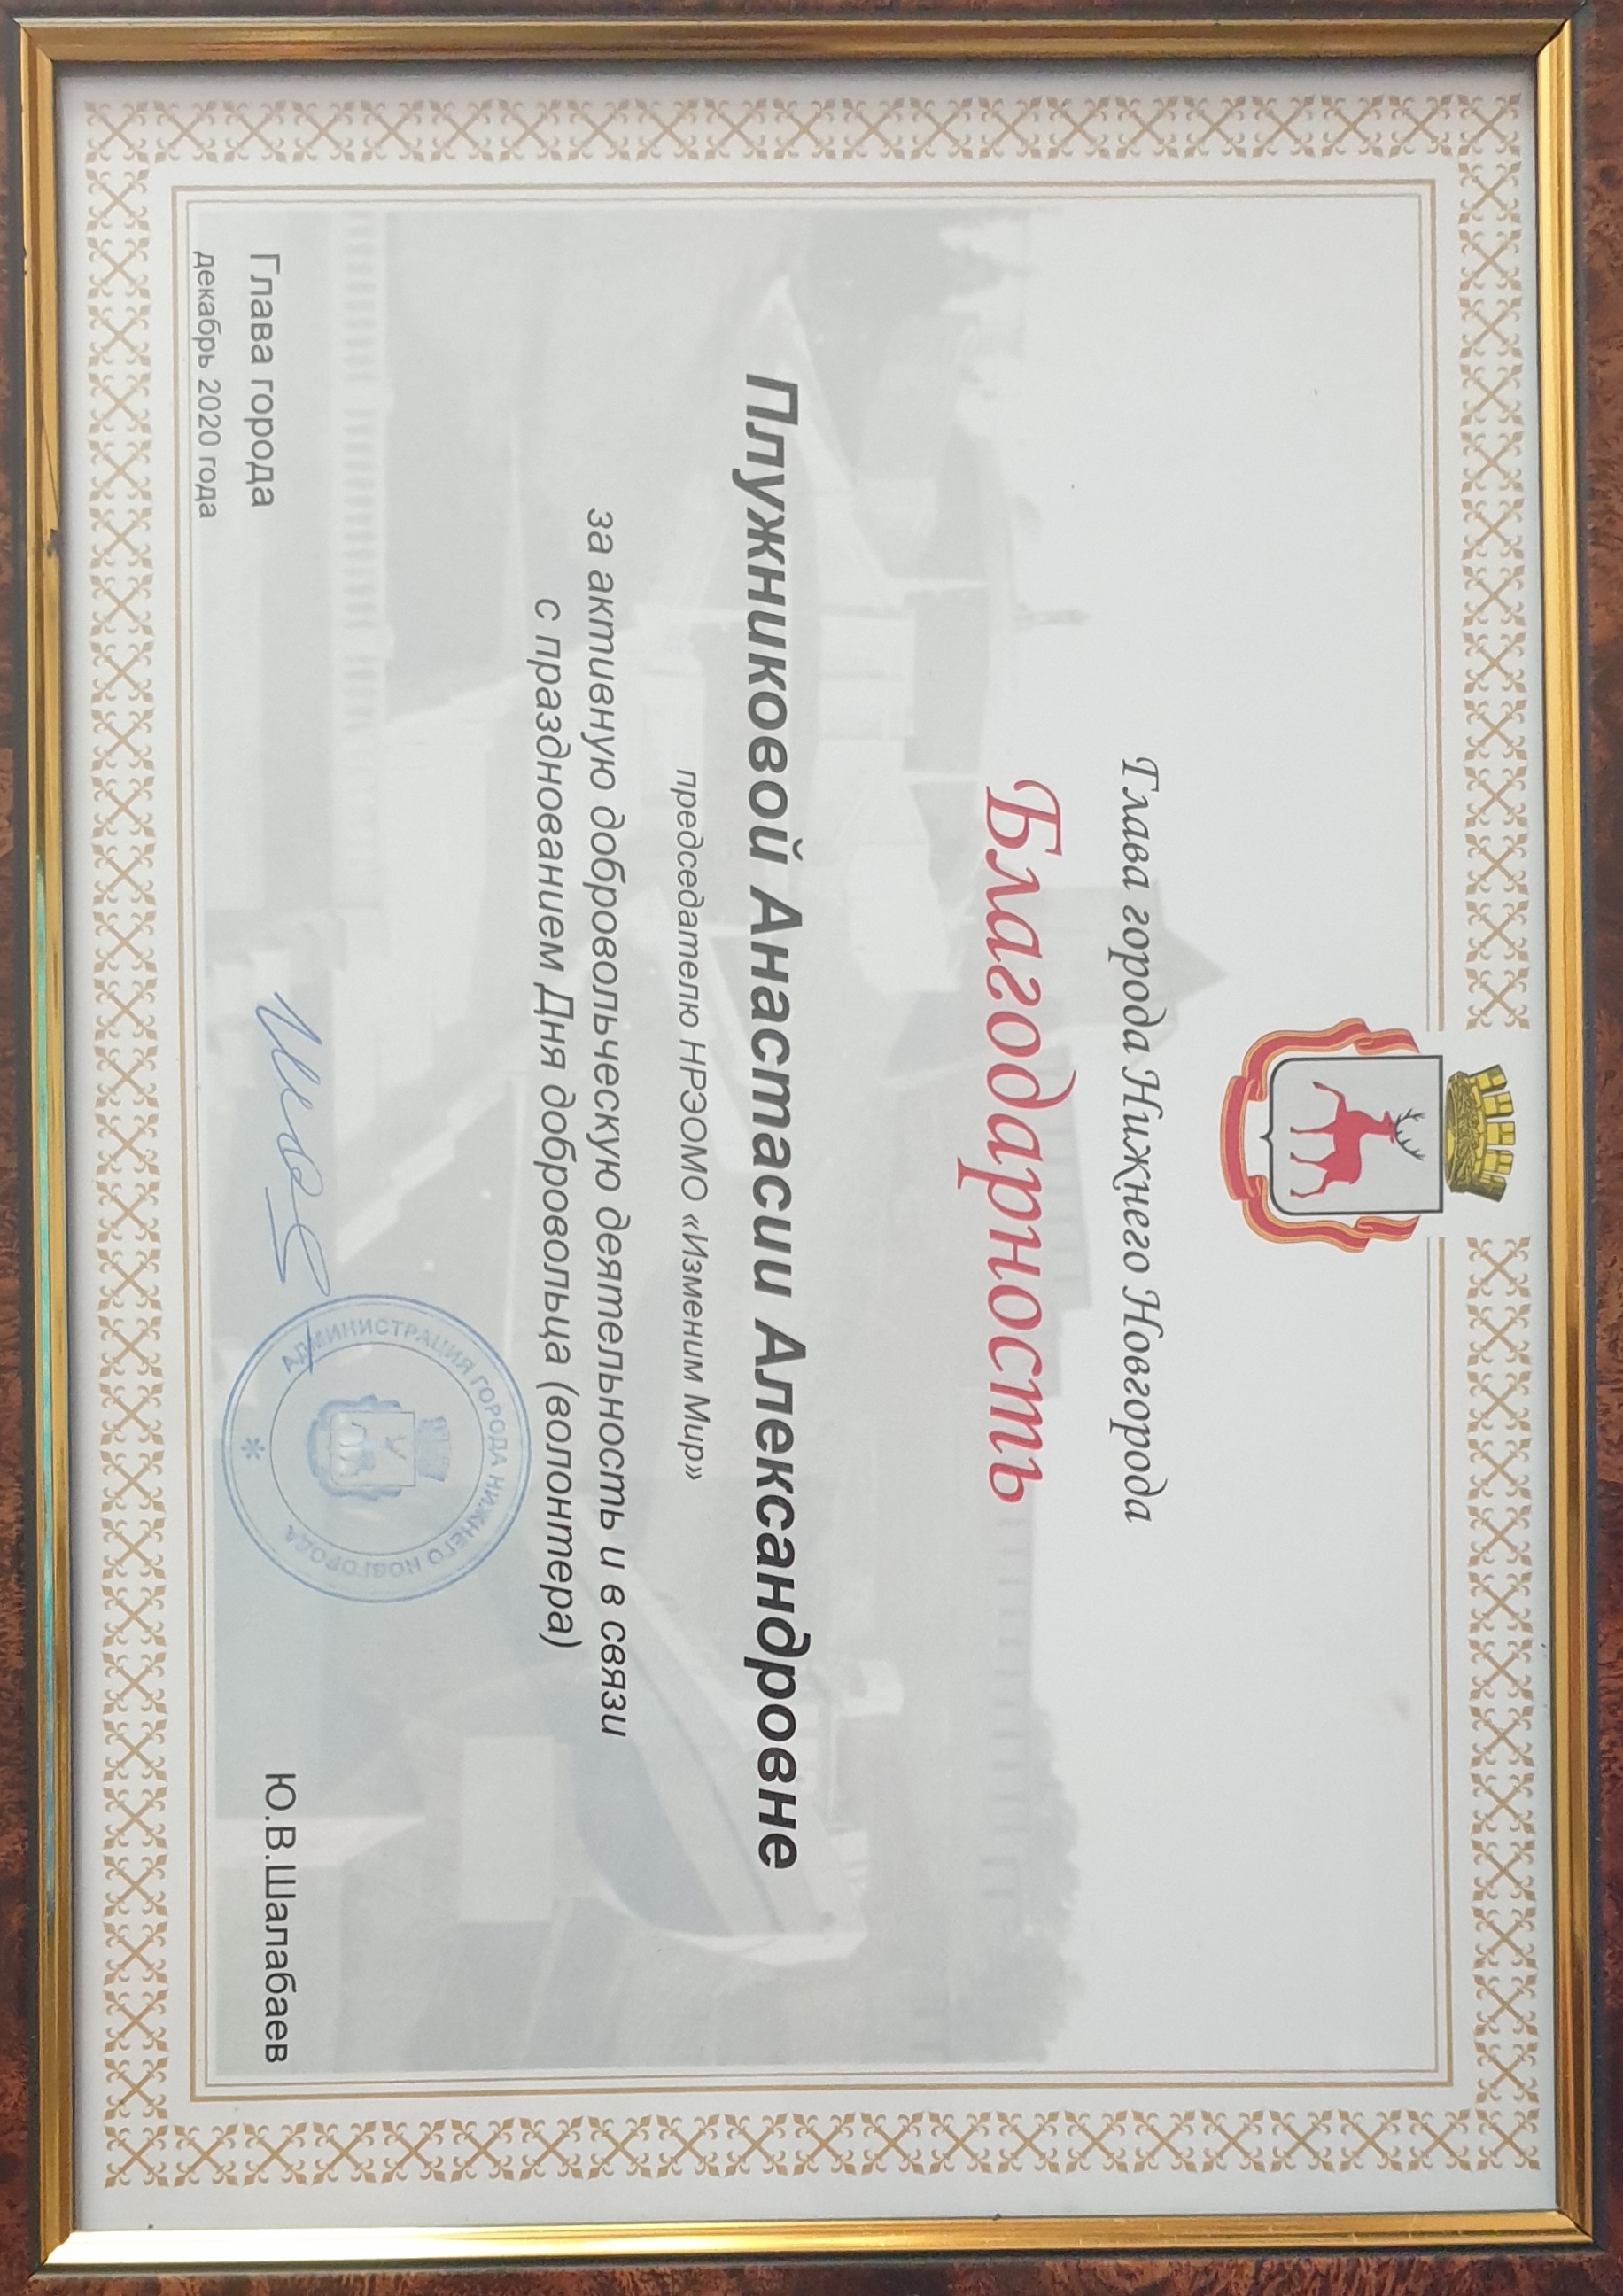 Глава города Нижнего Новгорода
Благодарность
Плужниковой Анастасии Александровне
председателю НРЭОМО «Изменим Мир»
за активную добровольческую деятельность и в связи
с празднованием Дня добровольца (волонтера)
Глава города
Ю.В.Шалабаев
декабрь 2020 года
АДМИНИСТРАЦИЯ ГОРОДА НИЖНЕГО НОВГОРОДА